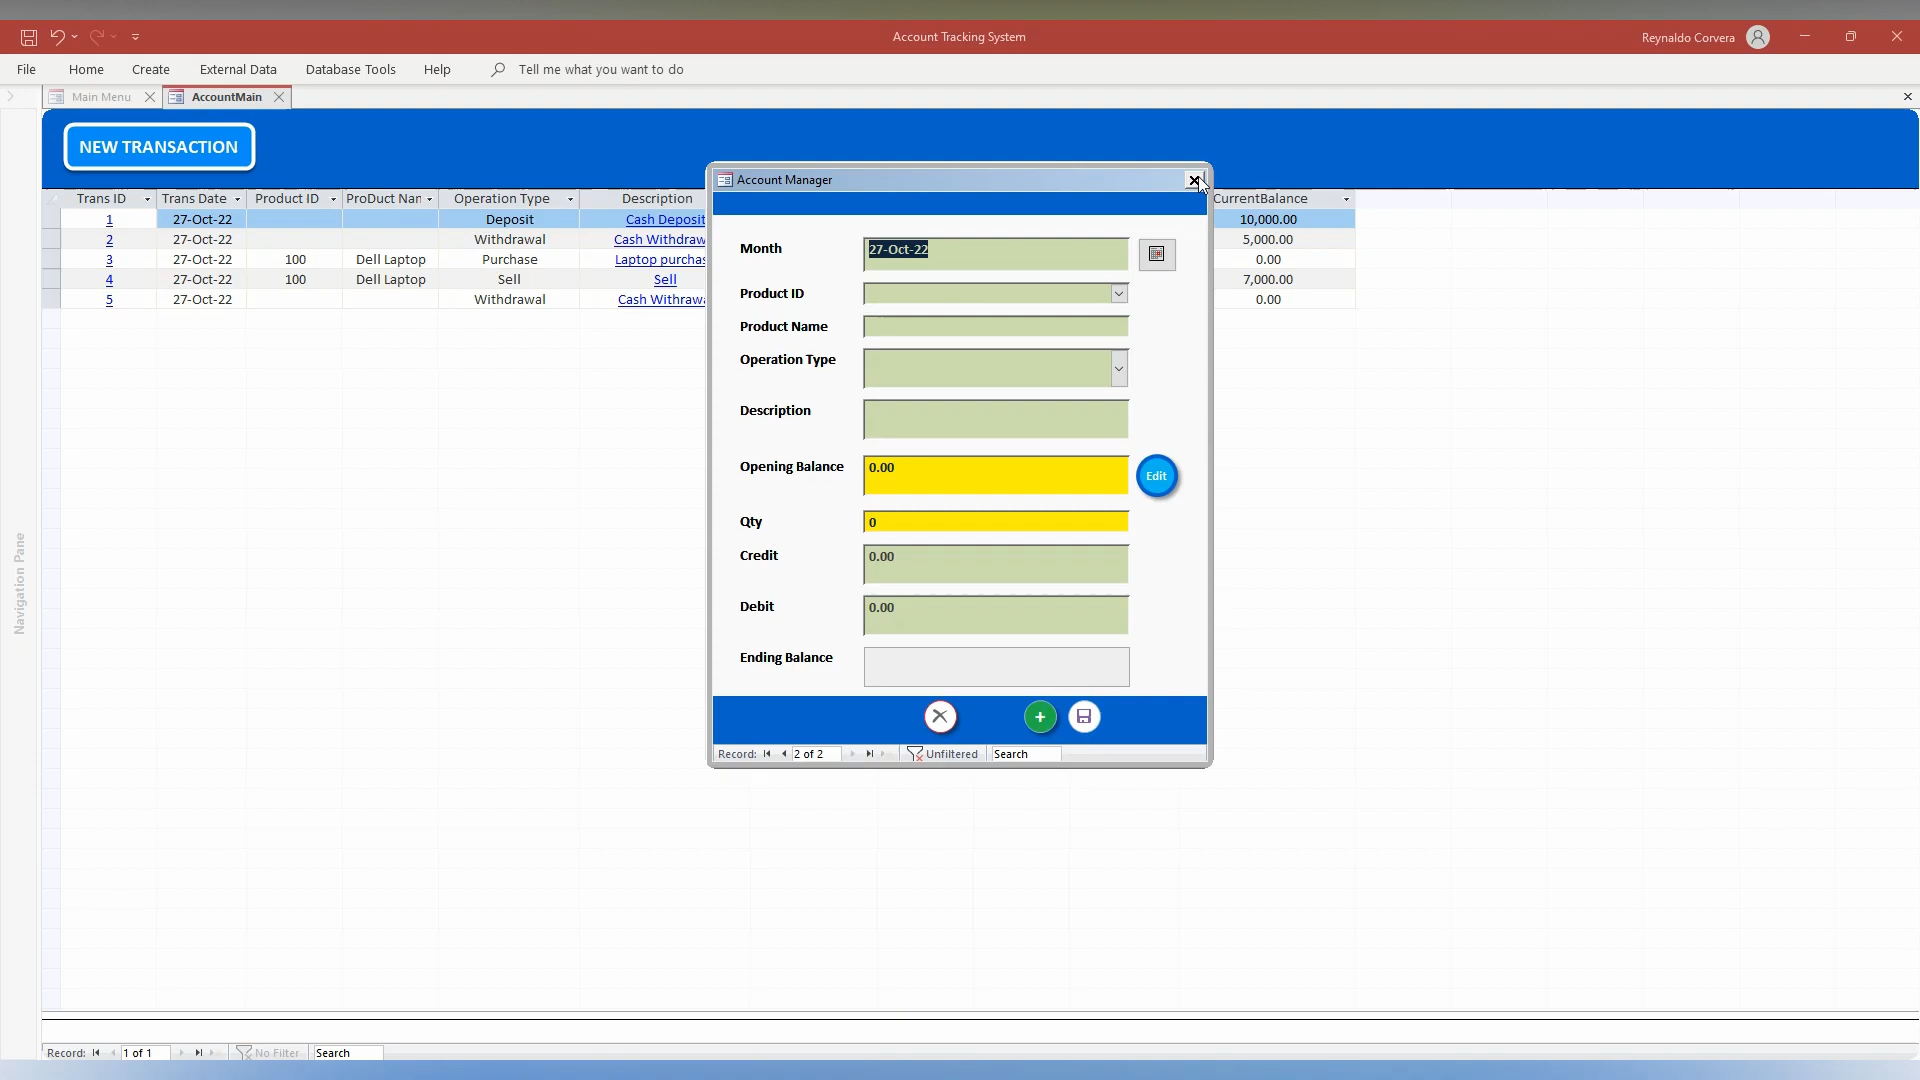 Account Tracking System
Reynaldo Corvera
File Home Create External Data Database Tools Help Tell me what you want to do
Main Menu AccountMain
NEW TRANSACTION
Trans ID Trans Date Product ID ProDuct Nan Operation Type Description CurrentBalance
1 27-Oct-22 Deposit Cash Deposit 10,000.00
2 27-Oct-22 Withdrawal Cash Withdraw 5,000.00
3 27-Oct-22 100 Dell Laptop Purchase Laptop purchas 0.00
4 27-Oct-22 100 Dell Laptop Sell Sell 7,000.00
5 27-Oct-22 Withdrawal Cash Withrawa 0.00
Account Manager
Month 27-Oct-22
Product ID
Product Name
Operation Type
Description
Opening Balance 0.00 Edit
Qty 0
Credit 0.00
Debit 0.00
Ending Balance
Record: 2 of 2 Unfiltered Search
Navigation Pane
Record: 1 of 1 No Filter Search